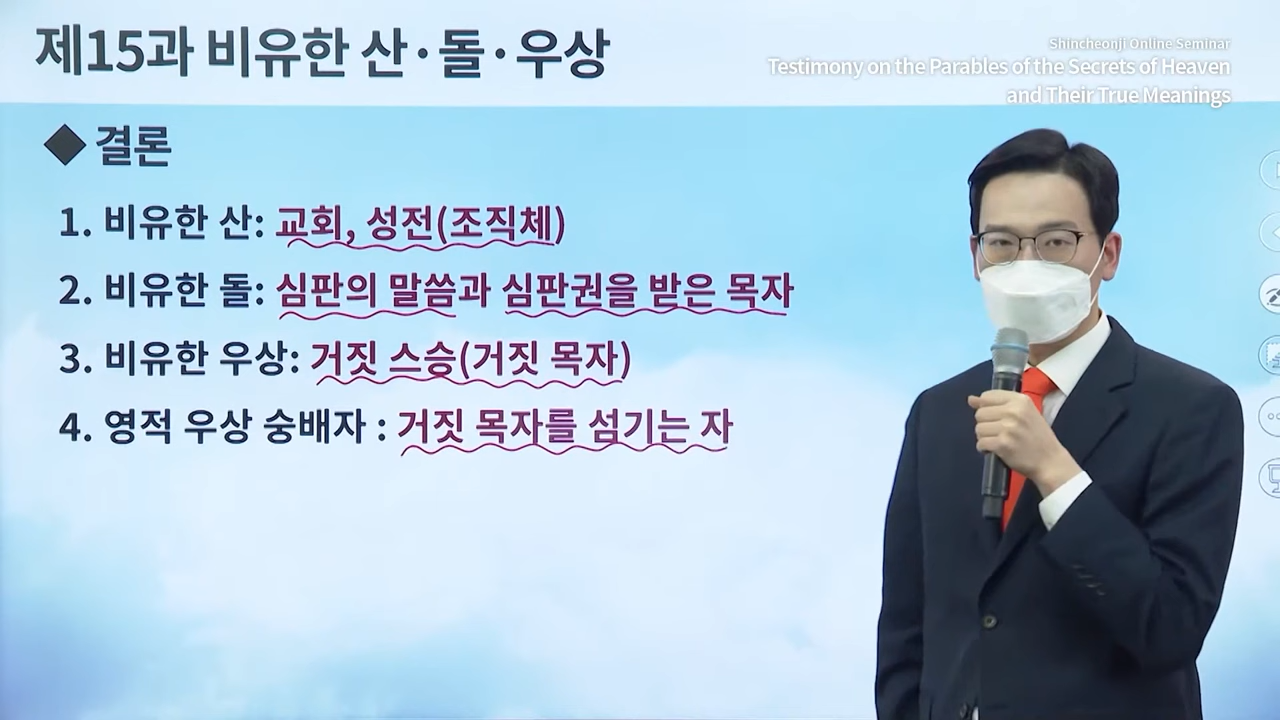 제15과 비유한 산·돌·우상
Shincheonji Online Seminar
Testimony on the Parables of the Secrets of Heaven
and Their True Meanings
◆ 결론
1. 비유한 산: 교회, 성전(조직체)
2. 비유한 돌: 심판의 말씀과 심판권을 받은 목자
3. 비유한 우상: 거짓 스승(거짓 목자)
4. 영적 우상 숭배자 : 거짓 목자를 섬기는 자